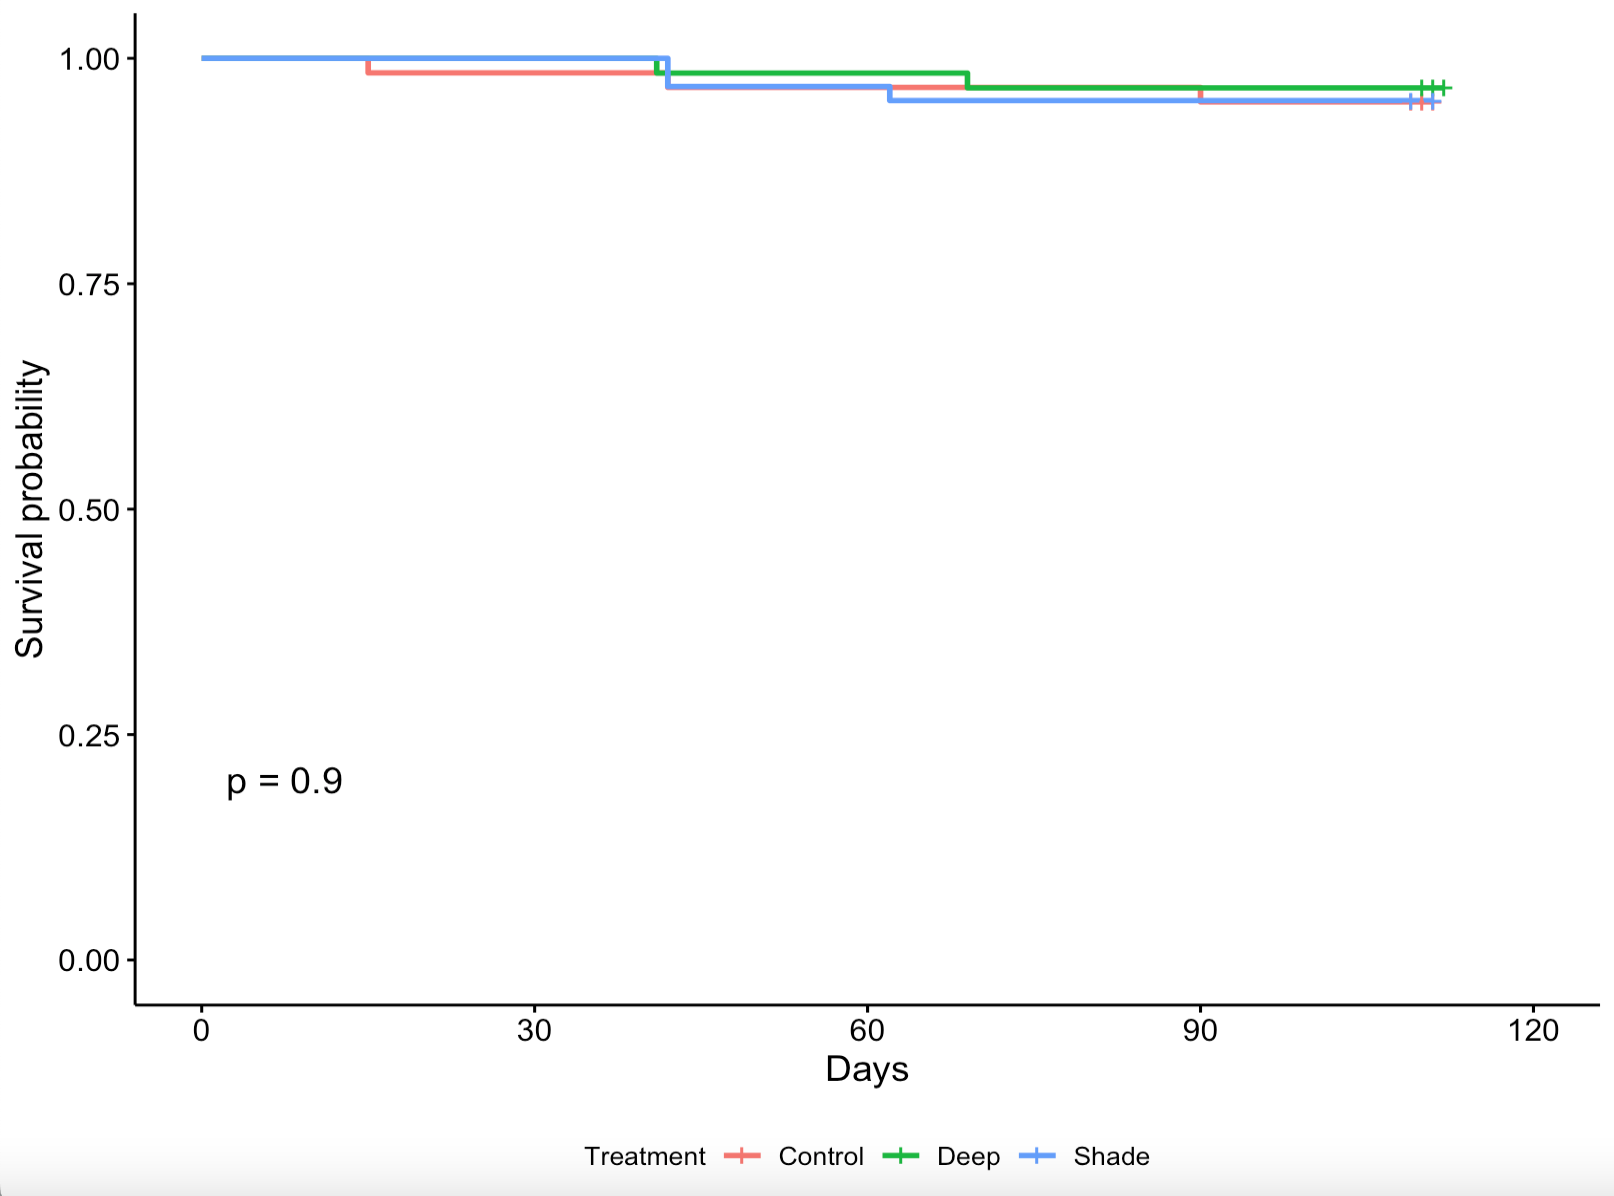 1.00
0.75
0.50
0.25
0.00
Survival probability
p = 0.9
0 30 60 90 120
Days
Treatment Control Deep Shade